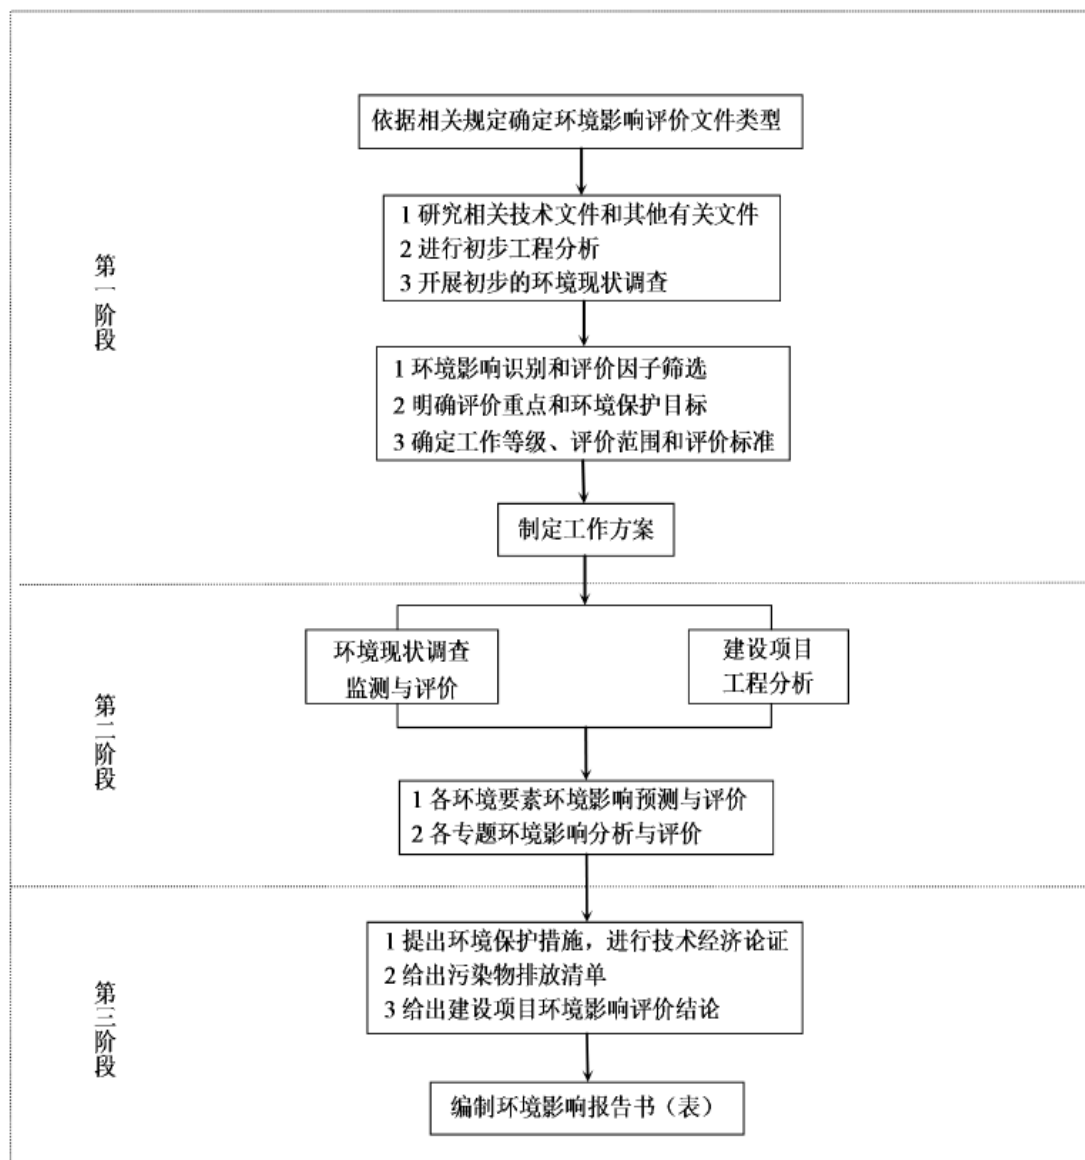 依据相关规定确定环境影响评价文件类型
1 研究相关技术文件和其他有关文件
2 进行初步工程分析
3 开展初步的环境现状调查
第一阶段
1 环境影响识别和评价因子筛选
2 明确评价重点和环境保护目标
3 确定工作等级、评价范围和评价标准
制定工作方案
环境现状调查
监测与评价
建设项目
工程分析
第二阶段
1 各环境要素环境影响预测与评价
2 各专题环境影响分析与评价
1 提出环境保护措施，进行技术经济论证
2 给出污染物排放清单
3 给出建设项目环境影响评价结论
第三阶段
编制环境影响报告书（表）